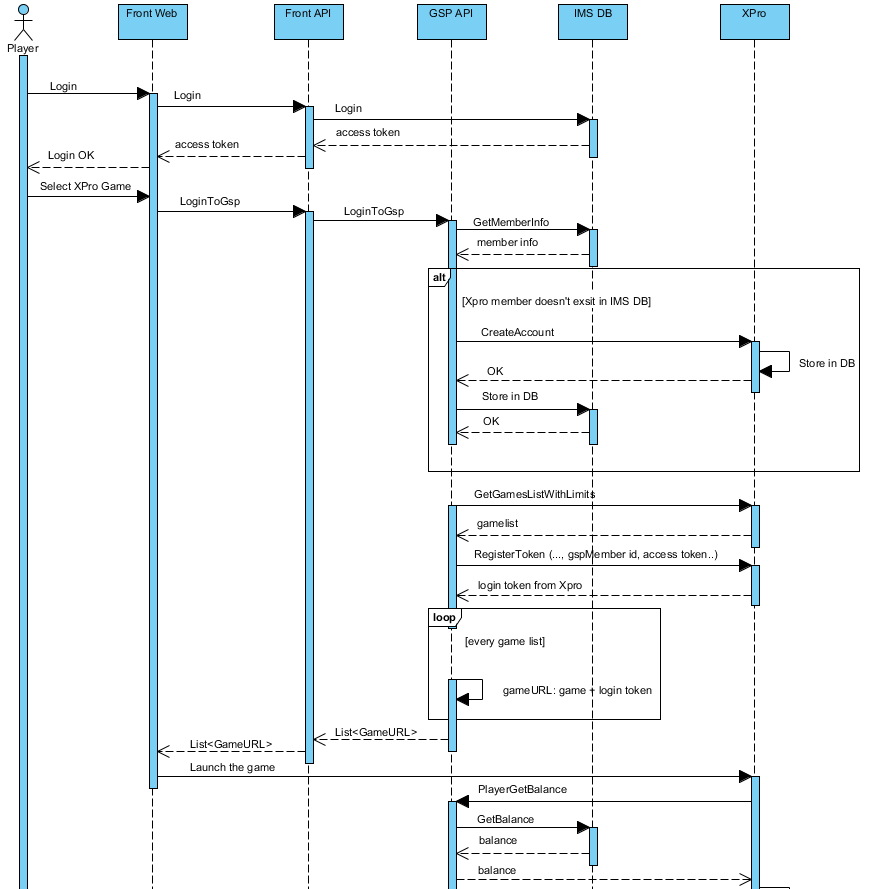 Player
Front Web
Front API
GSP API
IMS DB
XPro
Login
Login
Login
access token
access token
Login OK
Select XPro Game
LoginToGsp
LoginToGsp
GetMemberInfo
member info
alt
[Xpro member doesn't exsit in IMS DB]
CreateAccount
Store in DB
OK
Store in DB
OK
GetGamesListWithLimits
gamelist
RegisterToken (..., gspMember id, access token..)
login token from Xpro
loop
[every game list]
gameURL: game + login token
List<GameURL>
List<GameURL>
Launch the game
PlayerGetBalance
GetBalance
balance
balance